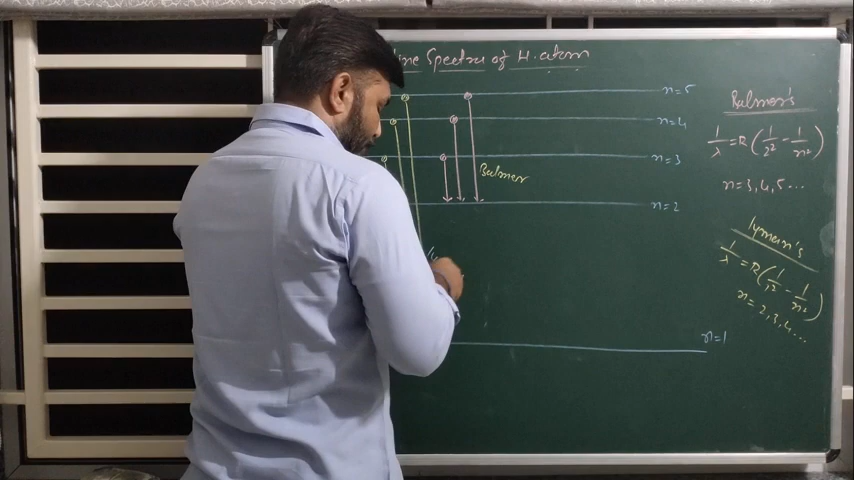 ine Spectra of H-atom
n=5
n=4
n=3
Balmer
n=2
n=1
Balmer's
1/λ = R(1/2² - 1/n²)
n=3,4,5...
lyman's
1/λ = R(1/1² - 1/n²)
n=2,3,4...